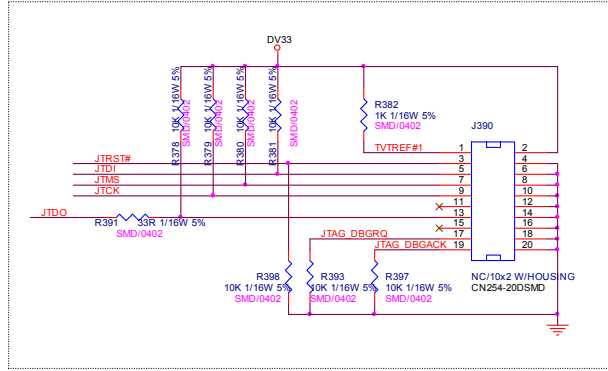 DV33
R378 10K 1/16W 5%
SMD/0402
R379 10K 1/16W 5%
SMD/0402
R380 10K 1/16W 5%
SMD/0402
R381 10K 1/16W 5%
SMD/0402
R382
1K 1/16W 5%
SMD/0402
J390
TVTREF#1 1 2
JTRST# 3 4
JTDI 5 6
JTMS 7 8
JTCK 9 10
11 12
JTDO 13 14
R391 33R 1/16W 5%
SMD/0402
15 16
JTAG_DBGRQ 17 18
JTAG_DBGACK 19 20
R398
10K 1/16W 5%
SMD/0402
R393
10K 1/16W 5%
SMD/0402
R397
10K 1/16W 5%
SMD/0402
NC/10x2 W/HOUSING
CN254-20DSMD